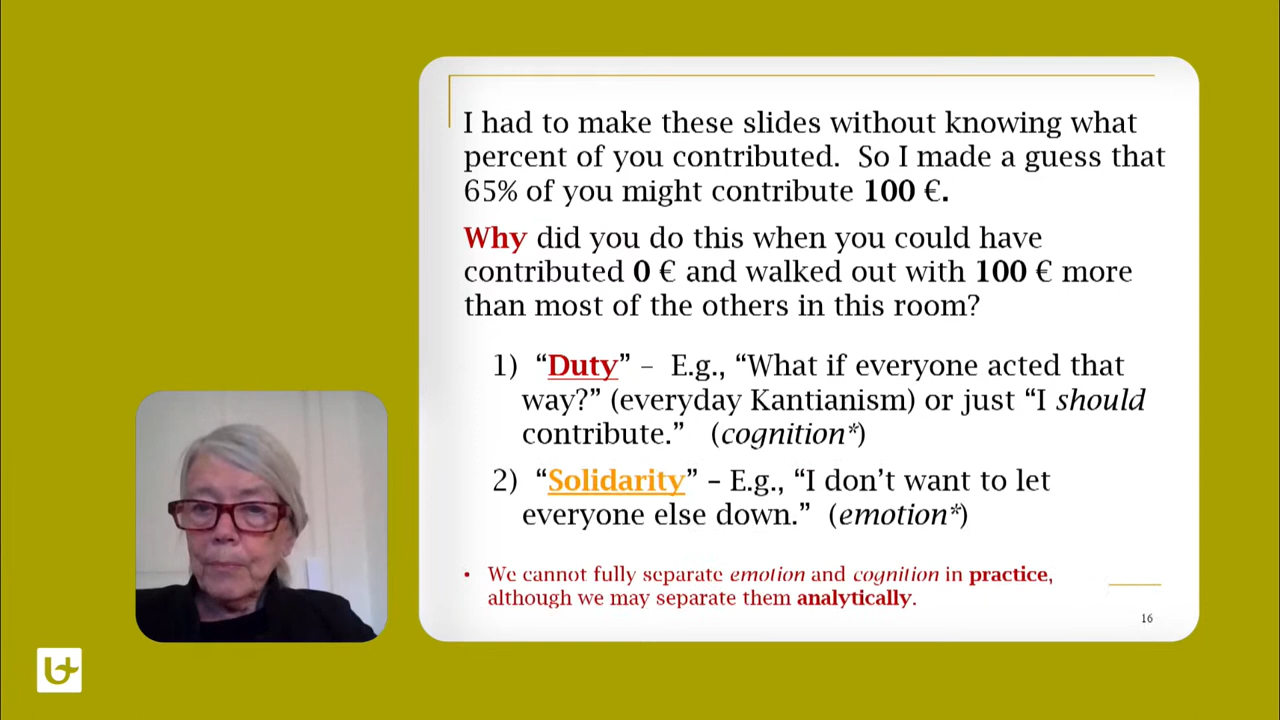 I had to make these slides without knowing what
percent of you contributed. So I made a guess that
65% of you might contribute 100 €.
Why did you do this when you could have
contributed 0 € and walked out with 100 € more
than most of the others in this room?
1) “Duty” – E.g., “What if everyone acted that
way?” (everyday Kantianism) or just “I should
contribute.” (cognition*)
2) “Solidarity” – E.g., “I don’t want to let
everyone else down.” (emotion*)
• We cannot fully separate emotion and cognition in practice,
although we may separate them analytically.
16